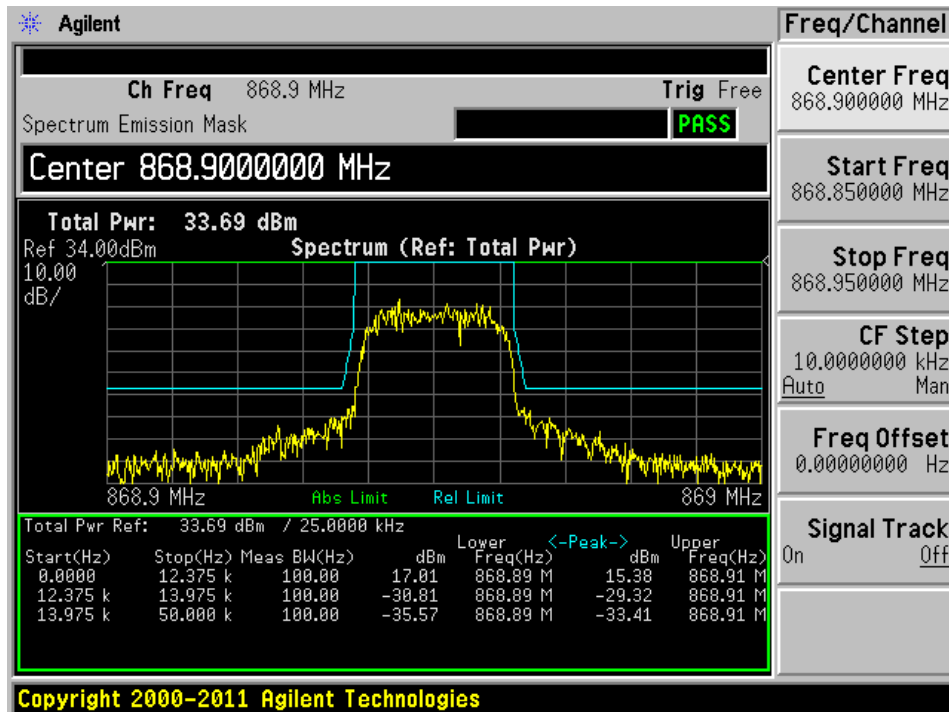 Agilent
Freq/Channel
Ch Freq 868.9 MHz Trig Free
Spectrum Emission Mask PASS
Center 868.9000000 MHz
Total Pwr: 33.69 dBm
Ref 34.00dBm Spectrum (Ref: Total Pwr)
10.00
dB/
868.9 MHz Abs Limit Rel Limit 869 MHz
Total Pwr Ref: 33.69 dBm / 25.0000 kHz
Lower <-Peak-> Upper
Start(Hz) Stop(Hz) Meas BW(Hz) dBm Freq(Hz) dBm Freq(Hz)
0.0000 12.375 k 100.00 17.01 868.89 M 15.38 868.91 M
12.375 k 13.975 k 100.00 -30.81 868.89 M -29.32 868.91 M
13.975 k 50.000 k 100.00 -35.57 868.89 M -33.41 868.91 M
Center Freq
868.900000 MHz
Start Freq
868.850000 MHz
Stop Freq
868.950000 MHz
CF Step
10.0000000 kHz
Auto Man
Freq Offset
0.00000000 Hz
Signal Track
On Off
Copyright 2000-2011 Agilent Technologies